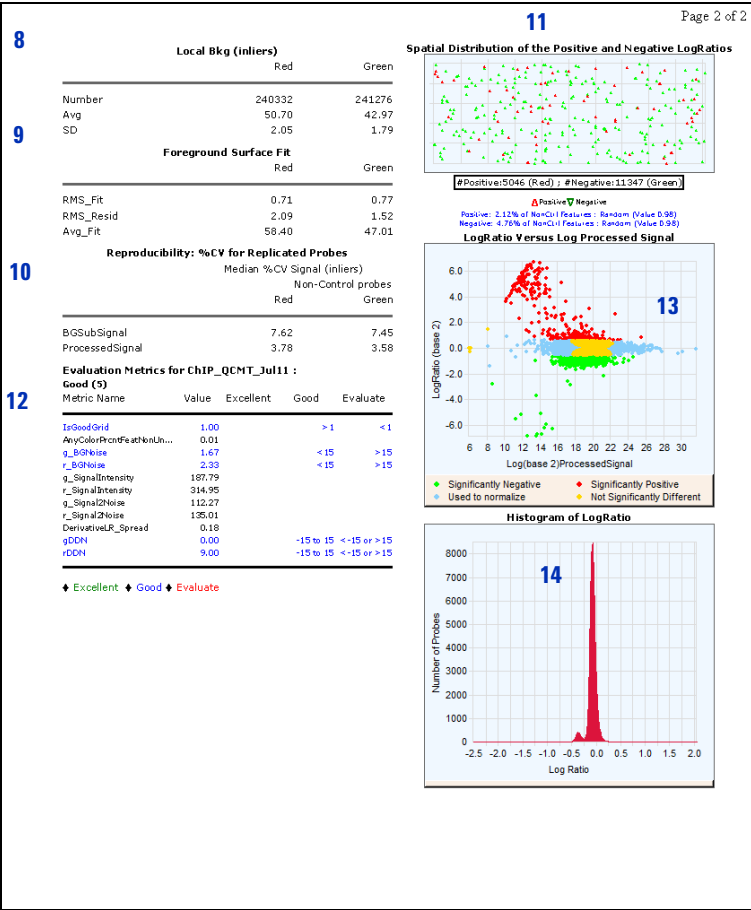 Page 2 of 2
8
Local Bkg (inliers)
Red Green
Number 240332 241276
Avg 50.70 42.97
SD 2.05 1.79
9
Foreground Surface Fit
Red Green
RMS_Fit 0.71 0.77
RMS_Resid 2.09 1.52
Avg_Fit 58.40 47.01
10
Reproducibility: %CV for Replicated Probes
Median %CV Signal (inliers)
Non-Control probes
Red Green
BGSubSignal 7.62 7.45
ProcessedSignal 3.78 3.58
12
Evaluation Metrics for ChIP_QCMT_Jul11 :
Good (5)
Metric Name Value Excellent Good Evaluate
IsGoodGrid 1.00 >1 <1
AnyColorPrcntFeatNonUn... 0.01
g_BGNoise 1.67 <15 >15
r_BGNoise 2.33 <15 >15
g_SignalIntensity 187.79
r_SignalIntensity 314.95
g_Signal2Noise 112.27
r_Signal2Noise 135.01
DerivativeLR_Spread 0.18
gDDN 0.00 -15 to 15 <-15 or >15
rDDN 9.00 -15 to 15 <-15 or >15
♦ Excellent ♦ Good ♦ Evaluate
11
Spatial Distribution of the Positive and Negative LogRatios
#Positive:5046 (Red) ; #Negative:11347 (Green)
Positive Negative
Positive: 2.12% of NonCtrl Features : Random (Value 0.98)
Negative: 4.76% of NonCtrl Features : Random (Value 0.98)
LogRatio Versus Log Processed Signal
13
LogRatio (base 2)
6.0
4.0
2.0
0.0
-2.0
-4.0
-6.0
6 8 10 12 14 16 18 20 22 24 26 28 30
Log(base 2)ProcessedSignal
Significantly Negative Significantly Positive
Used to normalize Not Significantly Different
Histogram of LogRatio
14
Number of Probes
8000
7000
6000
5000
4000
3000
2000
1000
0
-2.5 -2.0 -1.5 -1.0 -0.5 0.0 0.5 1.0 1.5 2.0
Log Ratio